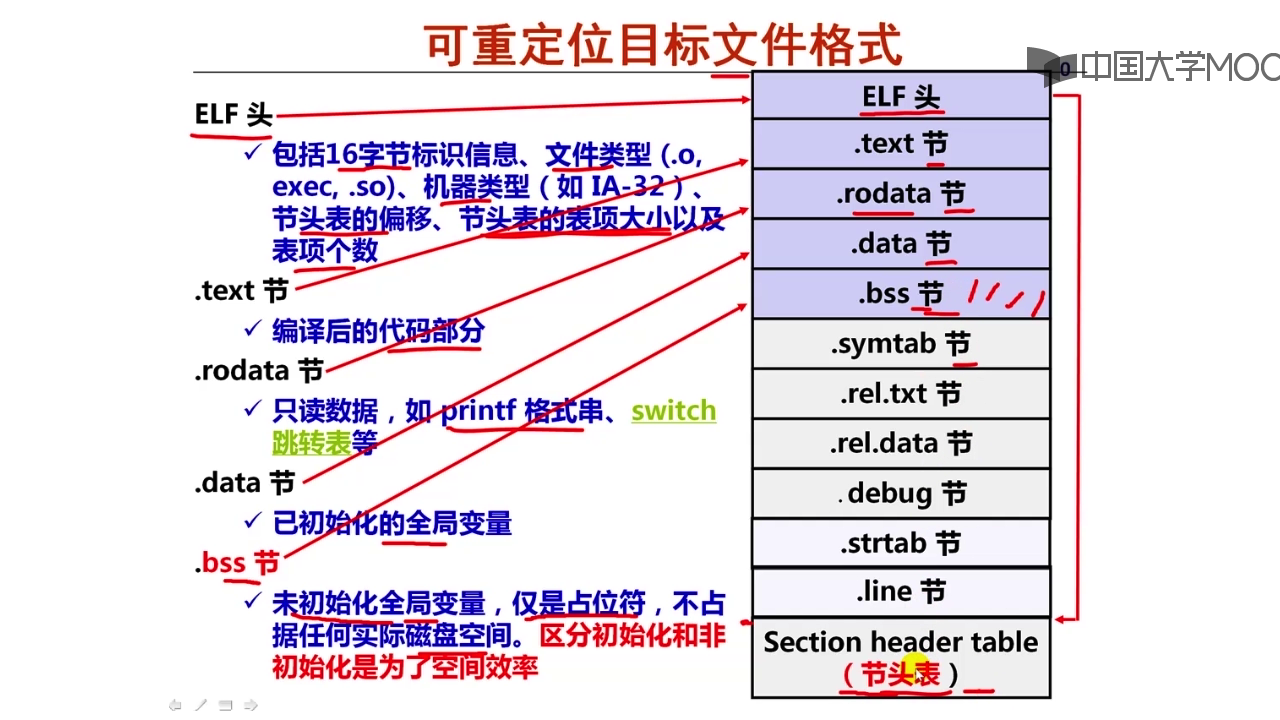 可重定位目标文件格式
中国大学MOO
0
ELF 头
✓ 包括16字节标识信息、文件类型 (.o,
exec, .so)、机器类型（如 IA-32）、
节头表的偏移、节头表的表项大小以及
表项个数
.text 节
✓ 编译后的代码部分
.rodata 节
✓ 只读数据，如 printf 格式串、switch
跳转表等
.data 节
✓ 已初始化的全局变量
.bss 节
✓ 未初始化全局变量，仅是占位符，不占
据任何实际磁盘空间。区分初始化和非
初始化是为了空间效率
ELF 头
.text 节
.rodata 节
.data 节
.bss 节
.symtab 节
.rel.txt 节
.rel.data 节
.debug 节
.strtab 节
.line 节
Section header table
（节头表）